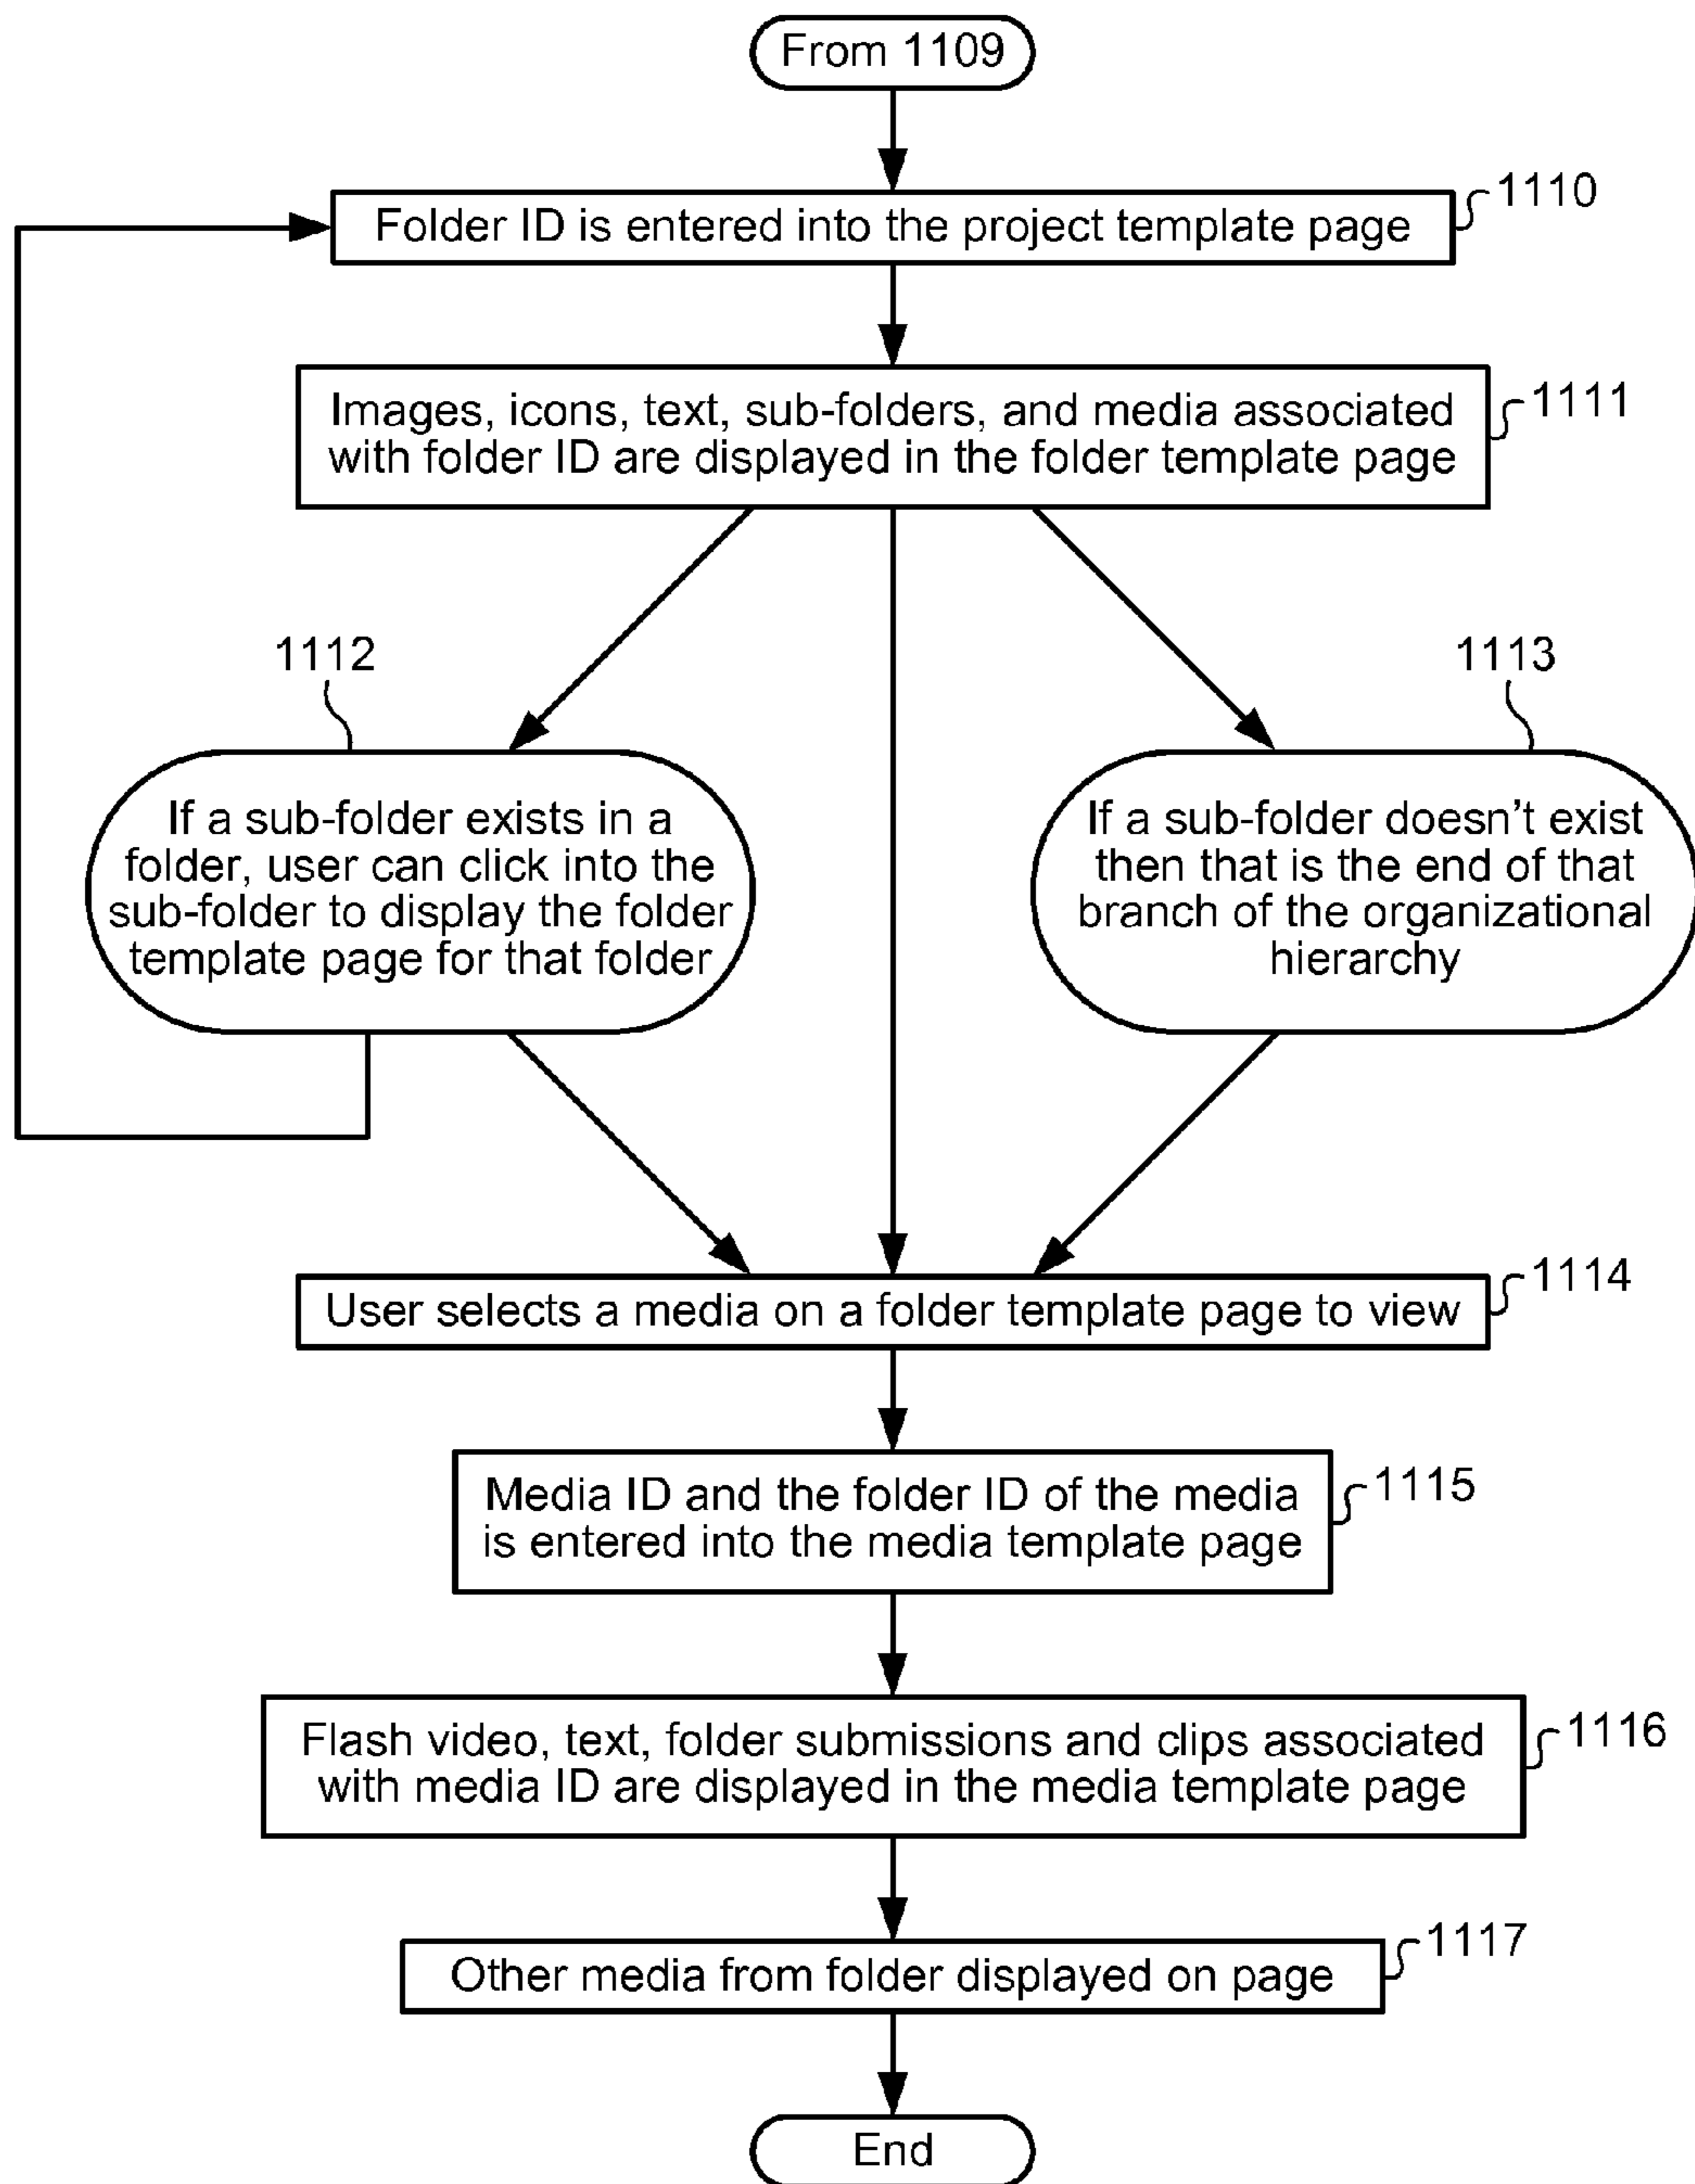 From 1109
1110
Folder ID is entered into the project template page
1111
Images, icons, text, sub-folders, and media associated
with folder ID are displayed in the folder template page
1112
1113
If a sub-folder exists in a
folder, user can click into the
sub-folder to display the folder
template page for that folder
If a sub-folder doesn't exist
then that is the end of that
branch of the organizational
hierarchy
1114
User selects a media on a folder template page to view
1115
Media ID and the folder ID of the media
is entered into the media template page
1116
Flash video, text, folder submissions and clips associated
with media ID are displayed in the media template page
1117
Other media from folder displayed on page
End